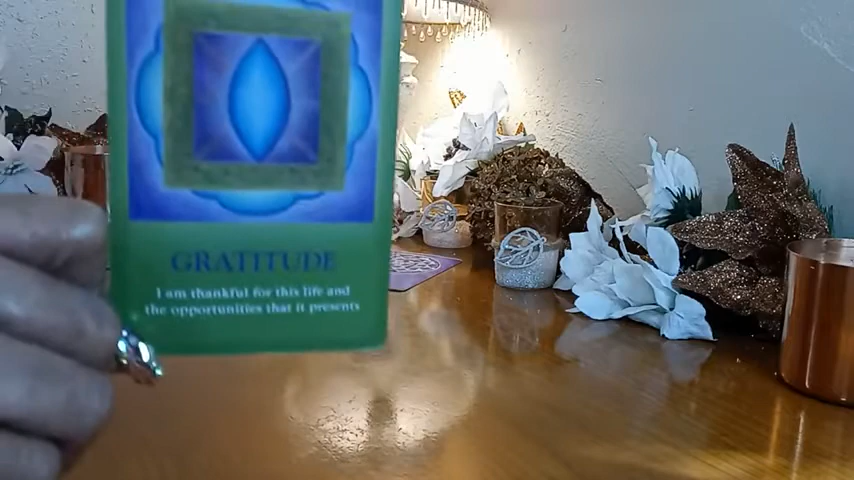 GRATITUDE
I am thankful for this life and
the opportunities that it presents